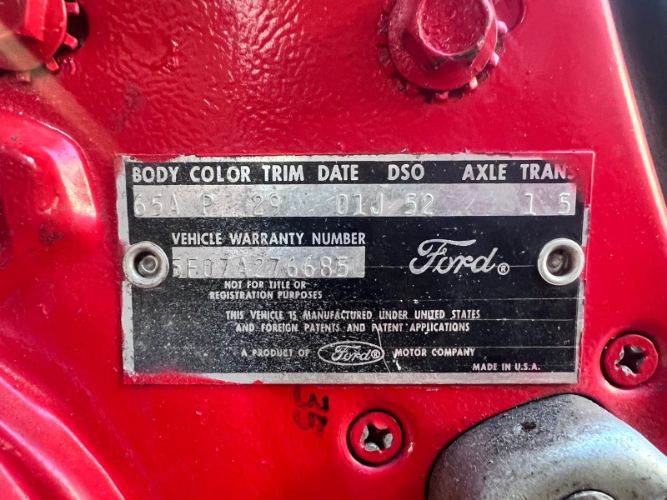 BODY COLOR TRIM DATE DSO AXLE TRANS
65A P 29 01J 52 1 5
VEHICLE WARRANTY NUMBER
5F07A276685
Ford®
NOT FOR TITLE OR
REGISTRATION PURPOSES
THIS VEHICLE IS MANUFACTURED UNDER UNITED STATES
AND FOREIGN PATENTS AND PATENT APPLICATIONS
A PRODUCT OF Ford® MOTOR COMPANY
MADE IN U.S.A.